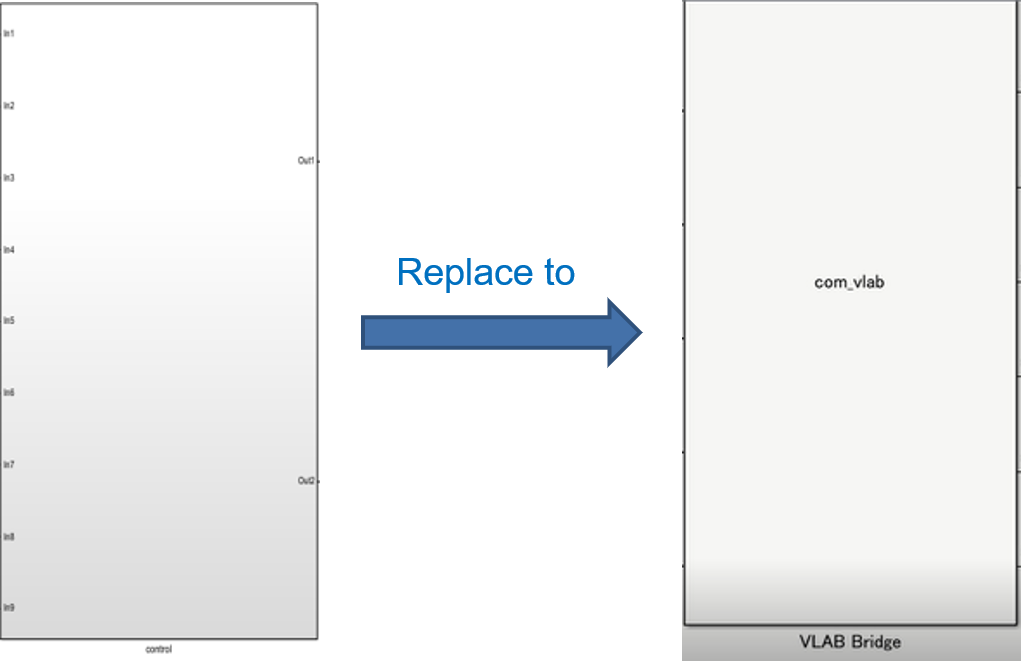 In1
In2
In3
In4
In5
In6
In7
In8
In9
Out1
Out2
control
Replace to
com_vlab
VLAB Bridge